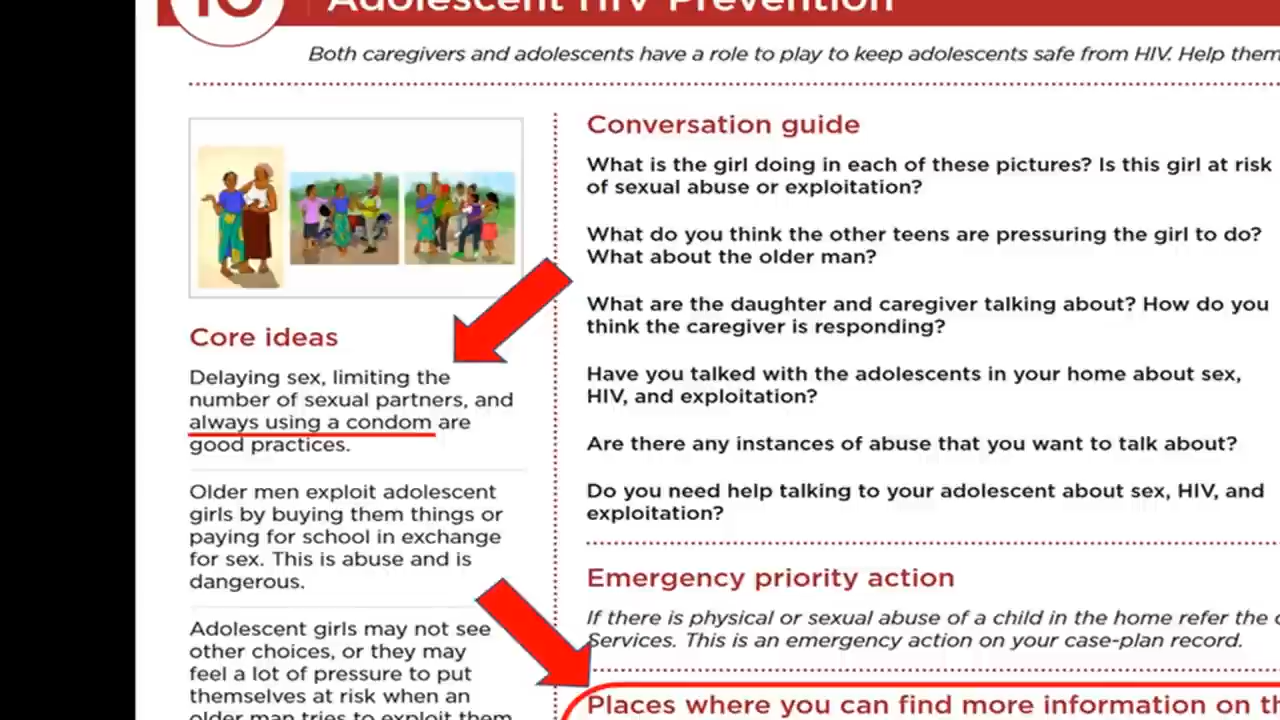 10
Adolescent HIV Prevention
Both caregivers and adolescents have a role to play to keep adolescents safe from HIV. Help them
Core ideas
Delaying sex, limiting the
number of sexual partners, and
always using a condom are
good practices.
Older men exploit adolescent
girls by buying them things or
paying for school in exchange
for sex. This is abuse and is
dangerous.
Adolescent girls may not see
other choices, or they may
feel a lot of pressure to put
themselves at risk when an
older man tries to exploit them
Conversation guide
What is the girl doing in each of these pictures? Is this girl at risk
of sexual abuse or exploitation?
What do you think the other teens are pressuring the girl to do?
What about the older man?
What are the daughter and caregiver talking about? How do you
think the caregiver is responding?
Have you talked with the adolescents in your home about sex,
HIV, and exploitation?
Are there any instances of abuse that you want to talk about?
Do you need help talking to your adolescent about sex, HIV, and
exploitation?
Emergency priority action
If there is physical or sexual abuse of a child in the home refer the
Services. This is an emergency action on your case-plan record.
Places where you can find more information on